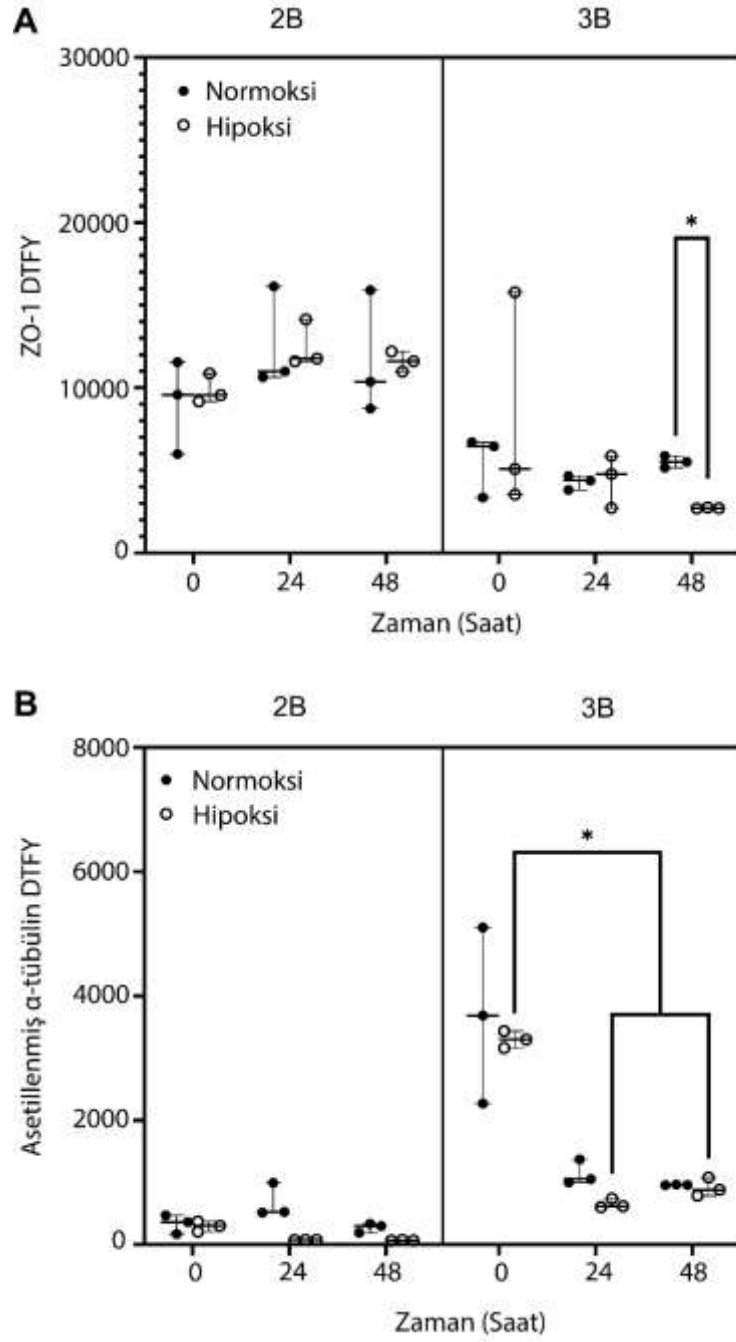 A
2B
3B
30000
20000
10000
0
ZO-1 DTFY
Normoksi
Hipoksi
*
0
24
48
0
24
48
Zaman (Saat)
B
2B
3B
8000
6000
4000
2000
0
Asetillenmiş α-tübülin DTFY
Normoksi
Hipoksi
*
0
24
48
0
24
48
Zaman (Saat)